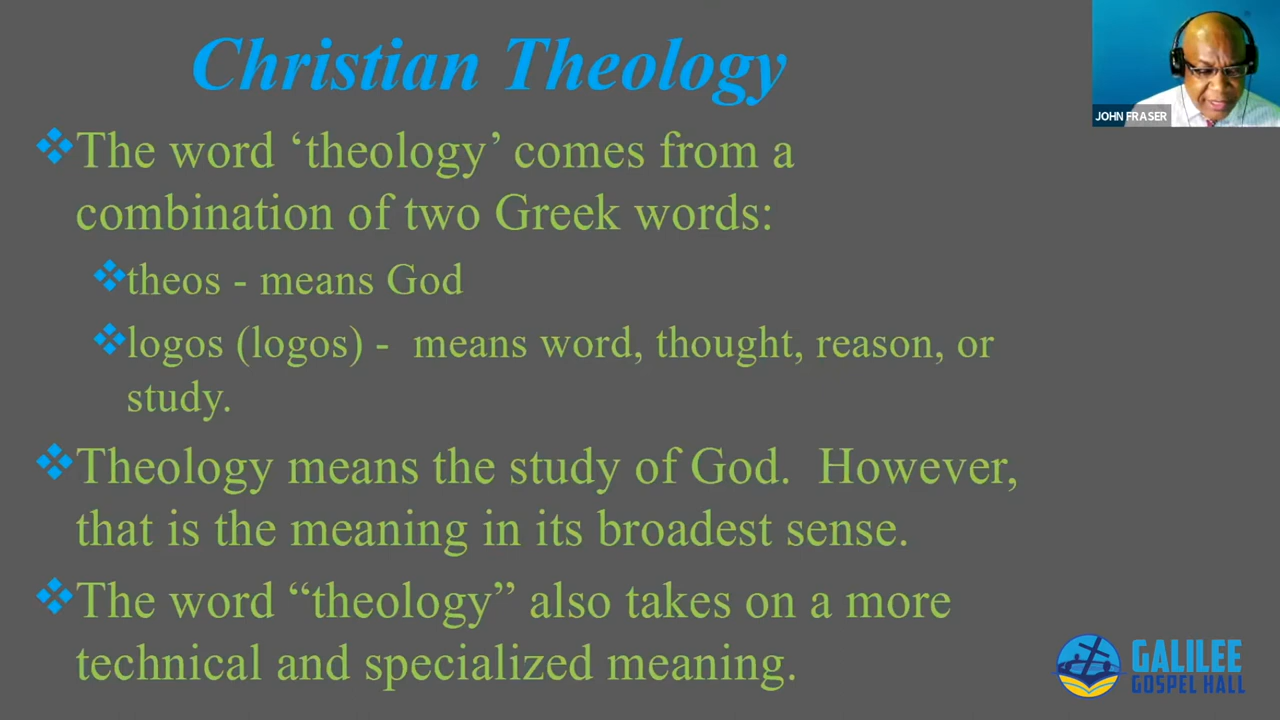 Christian Theology
JOHN FRASER
The word ‘theology’ comes from a
combination of two Greek words:
theos - means God
logos (logos) - means word, thought, reason, or
study.
Theology means the study of God. However,
that is the meaning in its broadest sense.
The word “theology” also takes on a more
technical and specialized meaning.
GALILEE
GOSPEL HALL